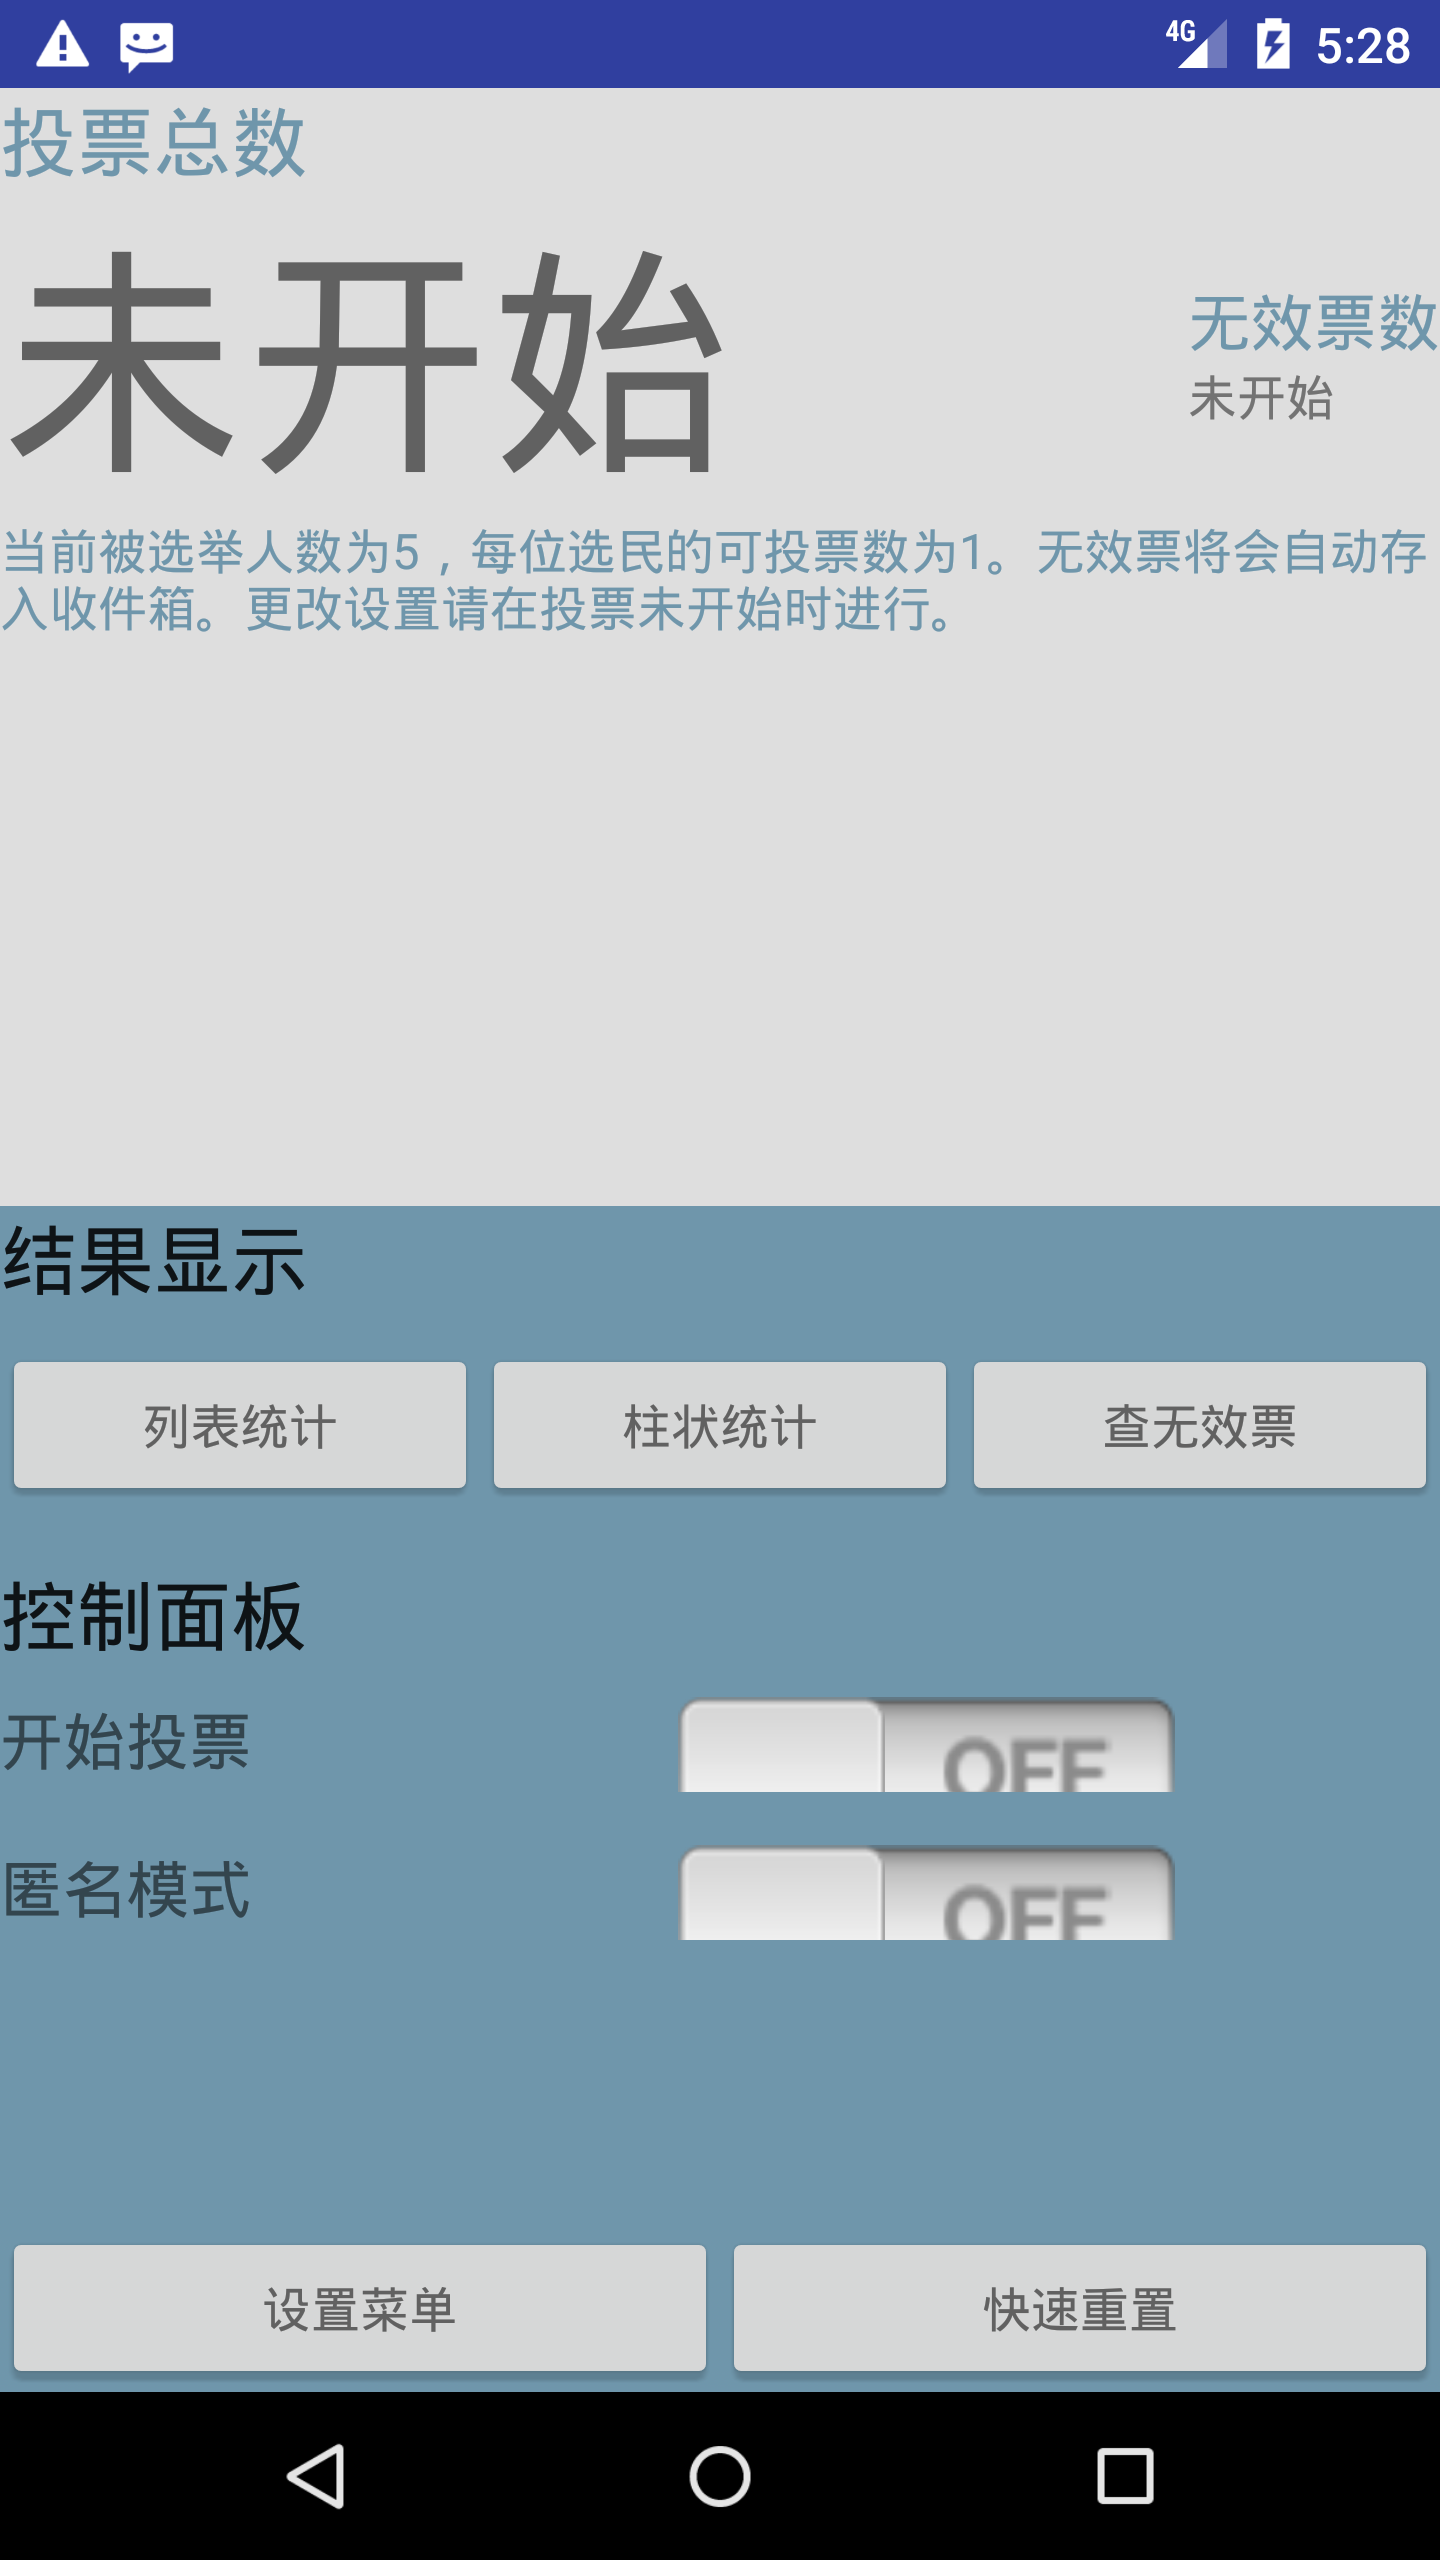 4G 5:28
投票总数
未开始
无效票数
未开始
当前被选举人数为5，每位选民的可投票数为1。无效票将会自动存
入收件箱。更改设置请在投票未开始时进行。
结果显示
列表统计 柱状统计 查无效票
控制面板
开始投票 OFF
匿名模式 OFF
设置菜单 快速重置